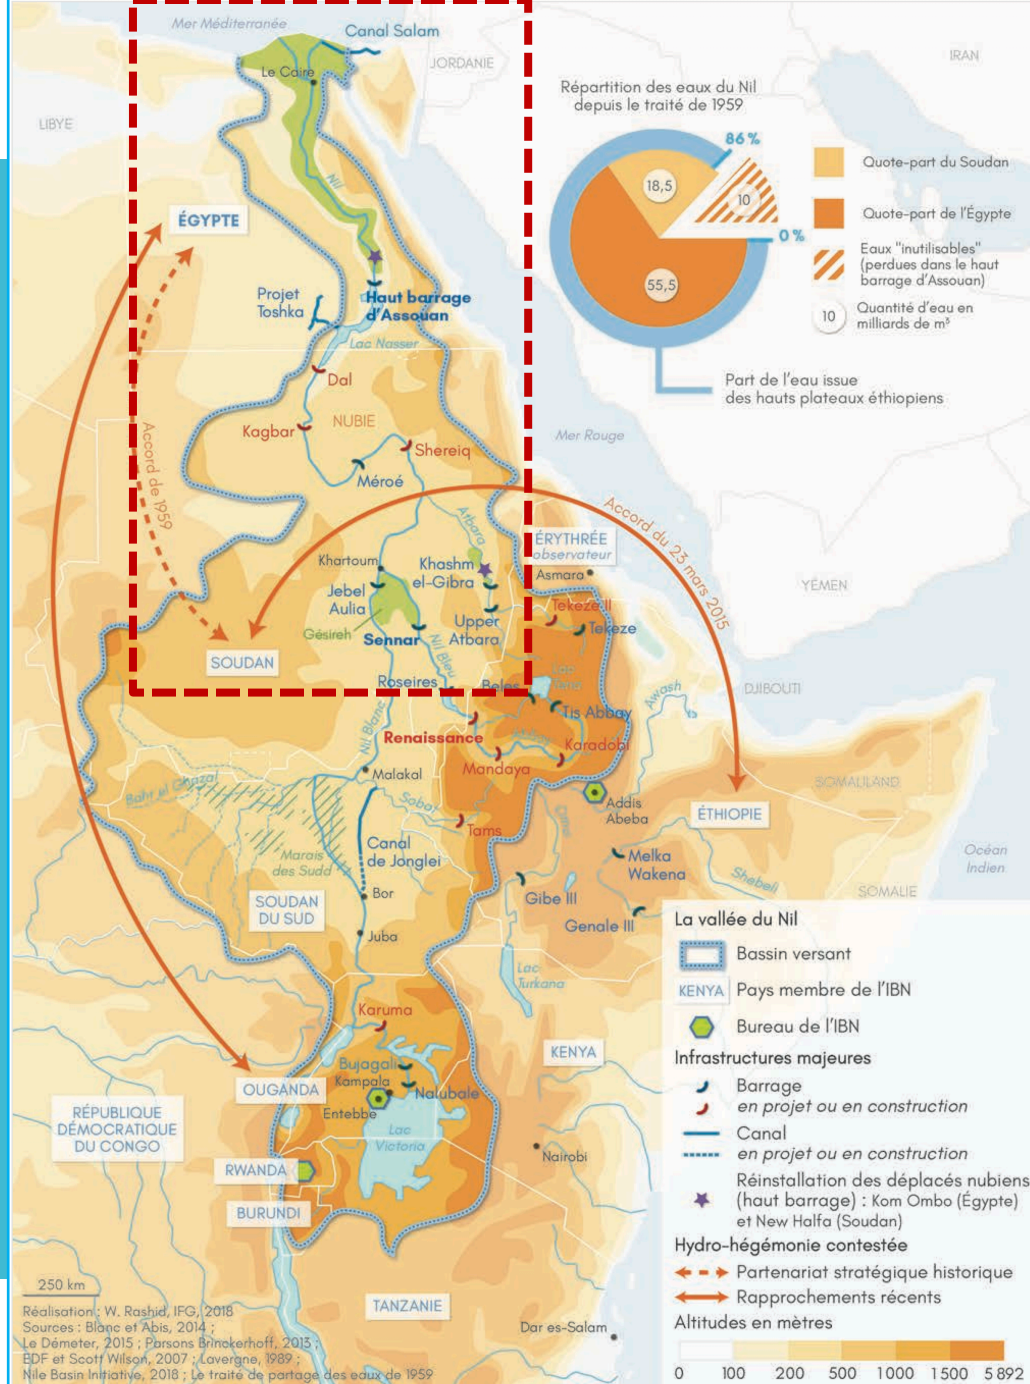 Mer Méditerranée
Canal Salam
JORDANIE
IRAN
Le Caire
LIBYE
Répartition des eaux du Nil
depuis le traité de 1959
86 %
18,5
10
0 %
55,5
Quote-part du Soudan
Quote-part de l'Égypte
Eaux "inutilisables"
(perdues dans le haut
barrage d'Assouan)
10
Quantité d'eau en
milliards de m³
Part de l'eau issue
des hauts plateaux éthiopiens
Nil
ÉGYPTE
Projet
Toshka
Haut barrage
d'Assouan
Lac Nasser
Dal
NUBIE
Kagbar
Shereiq
Méroé
Mer Rouge
Accord de 1959
Accord du 23 mars 2015
Atbara
ÉRYTHRÉE
observateur
Asmara
YÉMEN
Khartoum
Khashm
el-Gibra
Jebel
Aulia
Gésireh
Sennar
Upper
Atbara
Tekeze II
Tekeze
SOUDAN
Nil Bleu
Roseires
Beles
Lac
Tana
Tis Abbay
Awash
DJIBOUTI
Nil Blanc
Renaissance
Abbay
Karadobi
Mandaya
Malakal
Bahr el Ghazal
Sobat
Tams
Addis
Abeba
ÉTHIOPIE
SOMALILAND
Canal
de Jonglei
Marais
des Sudd
Omo
Melka
Wakena
Shebeli
Océan
Indien
SOMALIE
Bor
SOUDAN
DU SUD
Gibe III
Genale III
Juba
Lac
Turkana
Karuma
KENYA
Bujagali
Kampala
Nalubale
OUGANDA
Entebbe
Lac
Victoria
RÉPUBLIQUE
DÉMOCRATIQUE
DU CONGO
RWANDA
Nairobi
BURUNDI
TANZANIE
Dar es-Salam
La vallée du Nil
Bassin versant
KENYA
Pays membre de l'IBN
Bureau de l'IBN
Infrastructures majeures
Barrage
en projet ou en construction
Canal
en projet ou en construction
Réinstallation des déplacés nubiens
(haut barrage) : Kom Ombo (Égypte)
et New Halfa (Soudan)
Hydro-hégémonie contestée
Partenariat stratégique historique
Rapprochements récents
Altitudes en mètres
0 100 200 500 1000 1500 5 892
250 km
Réalisation : W. Rashid, IFG, 2018
Sources : Blanc et Abis, 2014 ;
Le Démeter, 2015 ; Parsons Brinckerhoff, 2013 ;
EDF et Scott Wilson, 2007 ; Lavergne, 1989 ;
Nile Basin Initiative, 2018 ; Le traité de partage des eaux de 1959